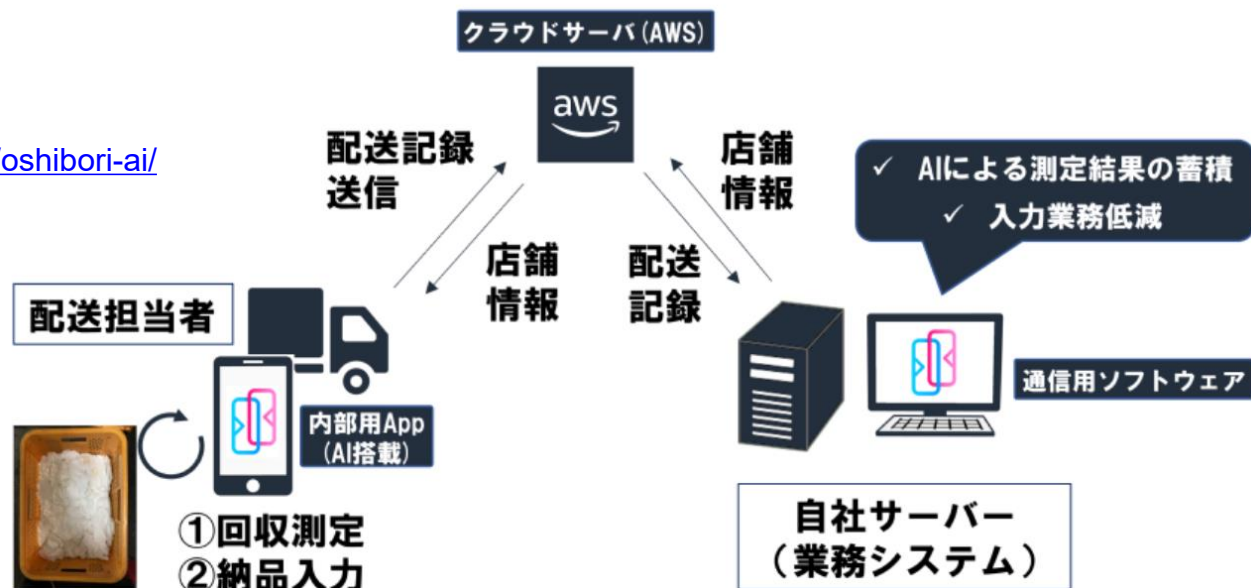 クラウドサーバ(AWS)
aws
/oshibori-ai/
配送記録
送信
店舗
情報
✓ AIによる測定結果の蓄積
✓ 入力業務低減
店舗
情報
配送
記録
配送担当者
内部用App
(AI搭載)
通信用ソフトウェア
①回収測定
②納品入力
自社サーバー
(業務システム)